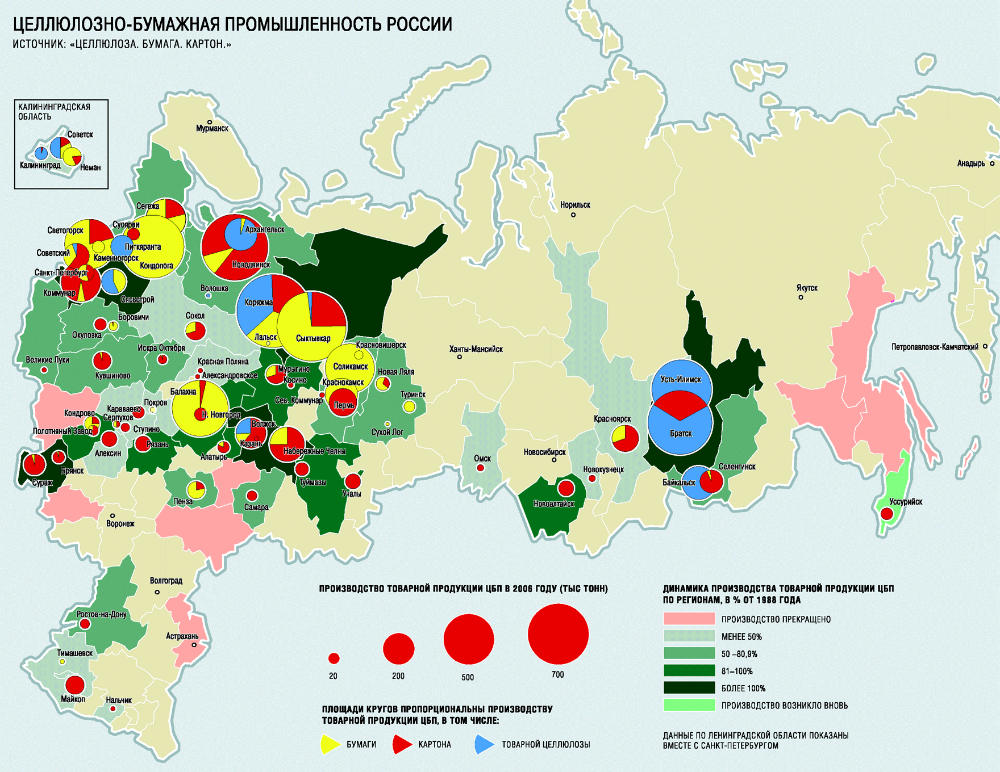 ЦЕЛЛЮЛОЗНО-БУМАЖНАЯ ПРОМЫШЛЕННОСТЬ РОССИИ
ИСТОЧНИК: «ЦЕЛЛЮЛОЗА. БУМАГА. КАРТОН.»
КАЛИНИНГРАДСКАЯ
ОБЛАСТЬ
Советск
Калининград
Неман
Мурманск
Анадырь
Норильск
Сегежа
Суоярви
Светогорск
Архангельск
Питкяранта
Советский
Каменногорск
Кондопога
Новодвинск
Санкт-Петербург
Коммунар
Сясьстрой
Волошка
Якутск
Коряжма
Боровичи
Сокол
Окуловка
Лальск
Сыктывкар
Искра Октября
Красновишерск
Ханты-Мансийск
Петропавловск-Камчатский
Великие Луки
Красная Поляна
Соликамск
Кувшиново
Александровское
Мурыгино
Косино
Новая Ляля
Краснокамск
Усть-Илимск
Балахна
Туринск
Покров
Сев. Коммунар
Пермь
Караваево
Кондрово
Серпухов
Н. Новгород
Красноярск
Полотняный Завод
Ступино
Волжск
Сухой Лог
Братск
Рязань
Казань
Алексин
Алатырь
Набережные Челны
Новосибирск
Омск
Брянск
Новокузнецк
Селенгинск
Сураж
Туймазы
Байкальск
Учалы
Пенза
Самара
Новоалтайск
Уссурийск
Воронеж
Волгоград
Ростов-на-Дону
Астрахань
Тимашевск
Майкоп
Нальчик
ПРОИЗВОДСТВО ТОВАРНОЙ ПРОДУКЦИИ ЦБП В 2006 ГОДУ (ТЫС ТОНН)
20
200
500
700
ПЛОЩАДИ КРУГОВ ПРОПОРЦИОНАЛЬНЫ ПРОИЗВОДСТВУ
ТОВАРНОЙ ПРОДУКЦИИ ЦБП, В ТОМ ЧИСЛЕ:
БУМАГИ
КАРТОНА
ТОВАРНОЙ ЦЕЛЛЮЛОЗЫ
ДИНАМИКА ПРОИЗВОДСТВА ТОВАРНОЙ ПРОДУКЦИИ ЦБП
ПО РЕГИОНАМ, В % ОТ 1988 ГОДА
ПРОИЗВОДСТВО ПРЕКРАЩЕНО
МЕНЕЕ 50%
50 –80,9%
81–100%
БОЛЕЕ 100%
ПРОИЗВОДСТВО ВОЗНИКЛО ВНОВЬ
ДАННЫЕ ПО ЛЕНИНГРАДСКОЙ ОБЛАСТИ ПОКАЗАНЫ
ВМЕСТЕ С САНКТ-ПЕТЕРБУРГОМ